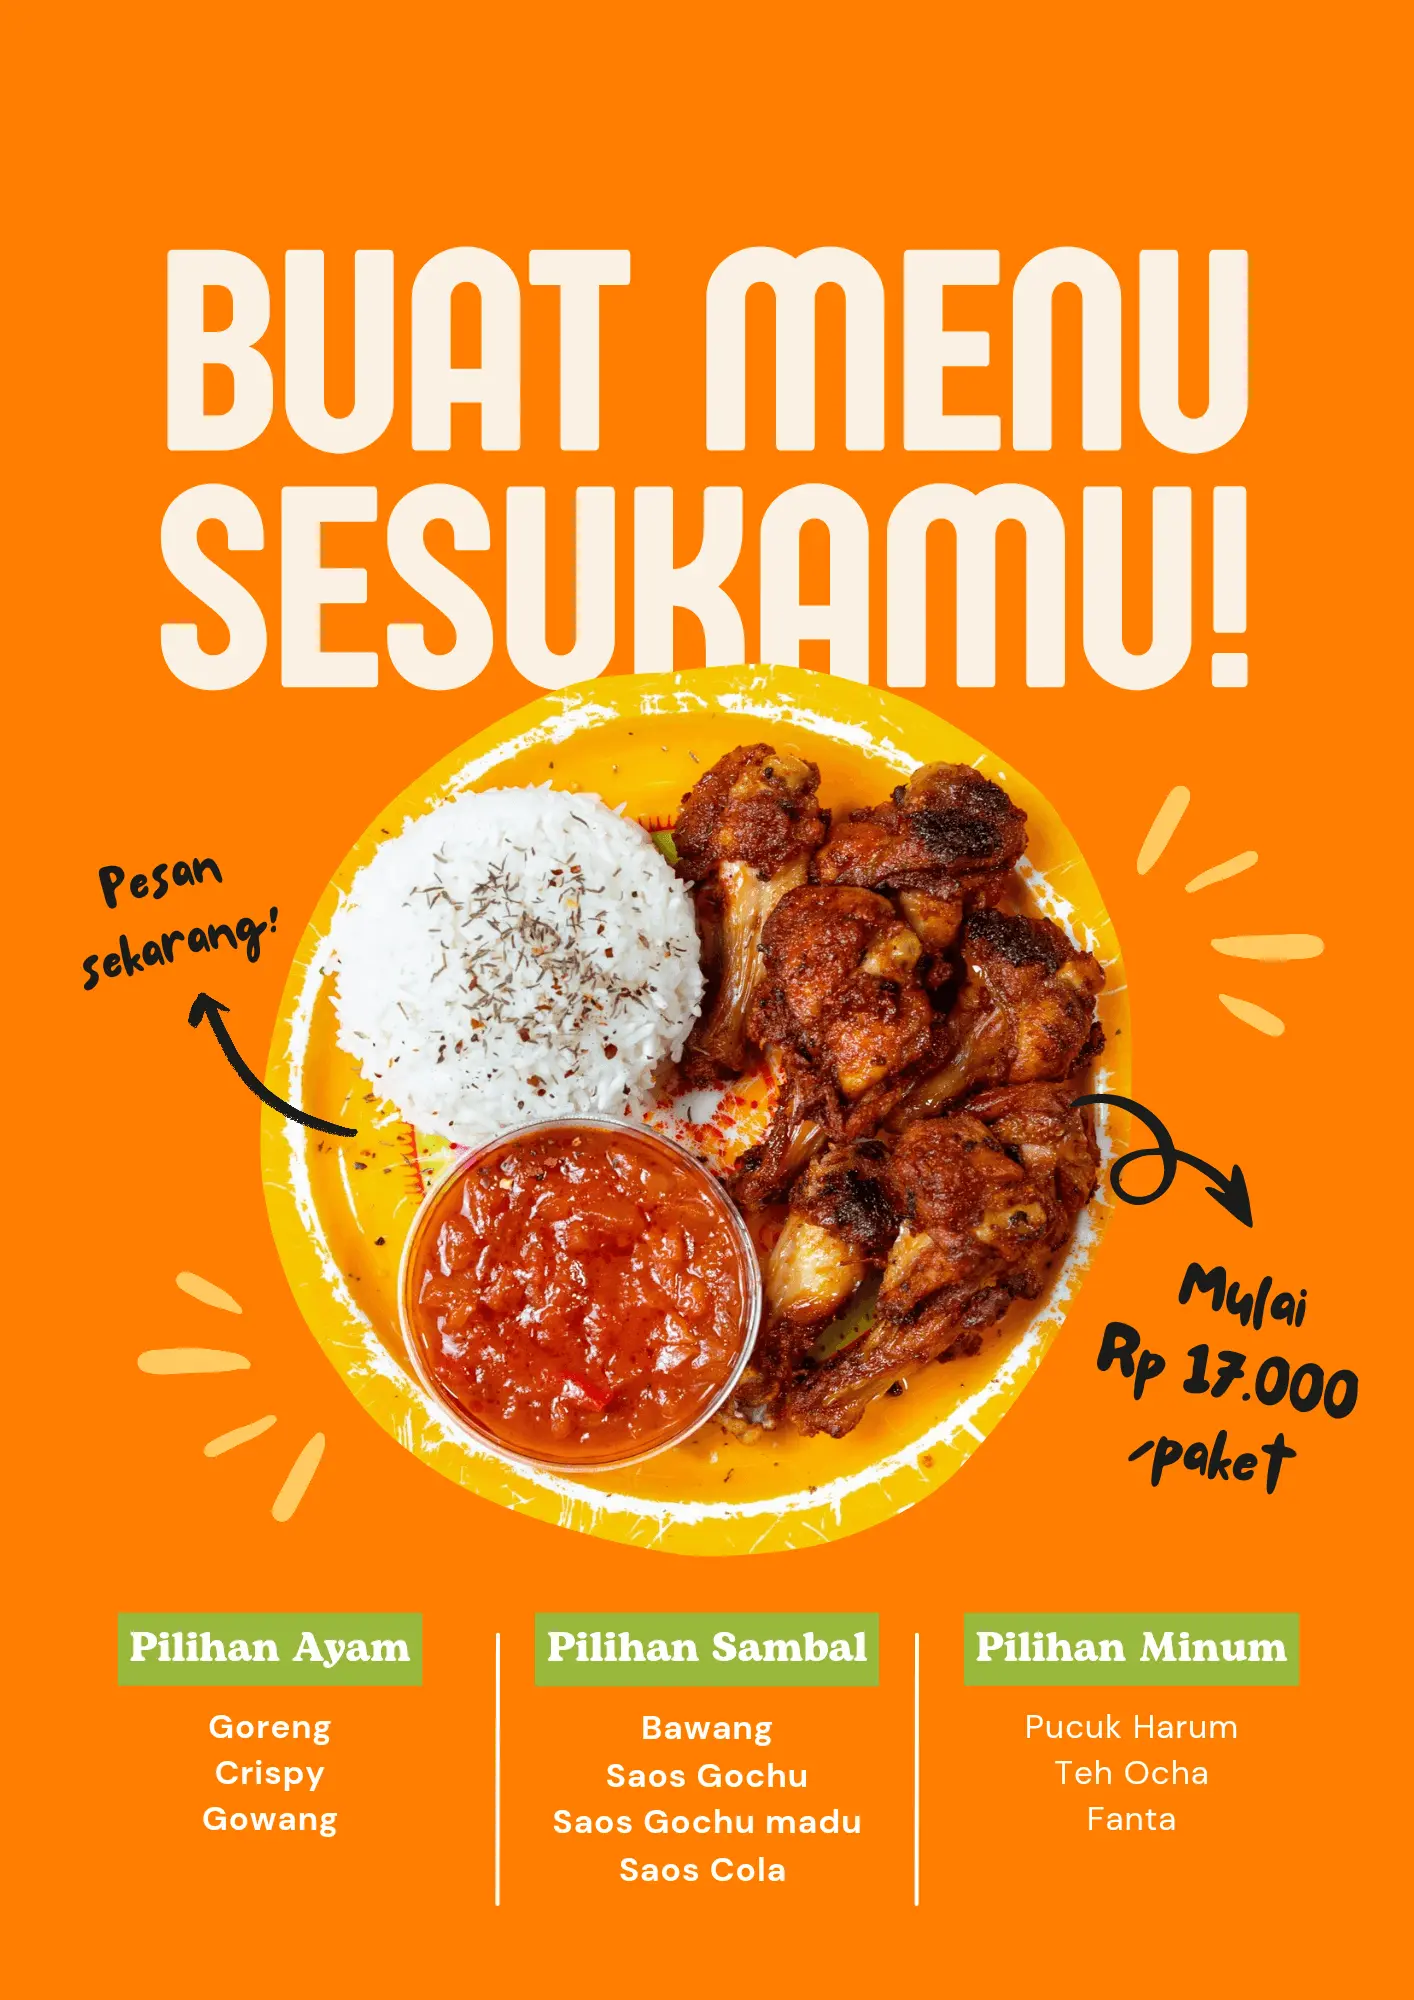 BUAT MENU
SESUKAMU!
Pesan
sekarang!
Mulai
Rp 17.000
/paket
Pilihan Ayam
Goreng
Crispy
Gowang
Pilihan Sambal
Bawang
Saos Gochu
Saos Gochu madu
Saos Cola
Pilihan Minum
Pucuk Harum
Teh Ocha
Fanta